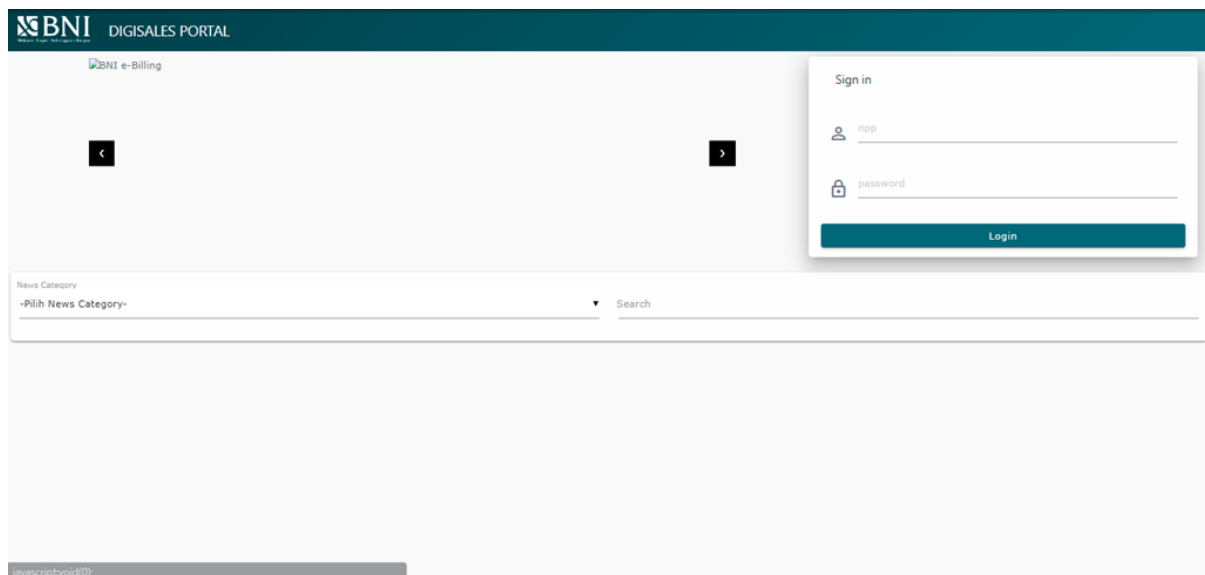 BNI
DIGISALES PORTAL
BNI e-Billing
Sign in
npp
password
Login
News Category
-Pilih News Category-
Search
javascript:void(0);